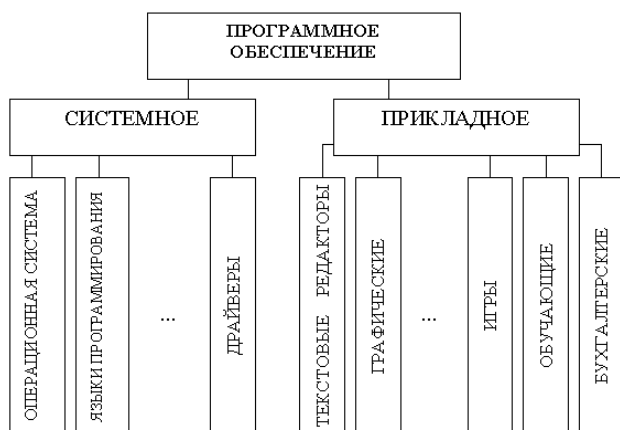 ПРОГРАММНОЕ
ОБЕСПЕЧЕНИЕ
СИСТЕМНОЕ
ПРИКЛАДНОЕ
ОПЕРАЦИОННАЯ СИСТЕМА
ЯЗЫКИ ПРОГРАММИРОВАНИЯ
...
ДРАЙВЕРЫ
ТЕКСТОВЫЕ РЕДАКТОРЫ
ГРАФИЧЕСКИЕ
...
ИГРЫ
ОБУЧАЮЩИЕ
БУХГАЛТЕРСКИЕ